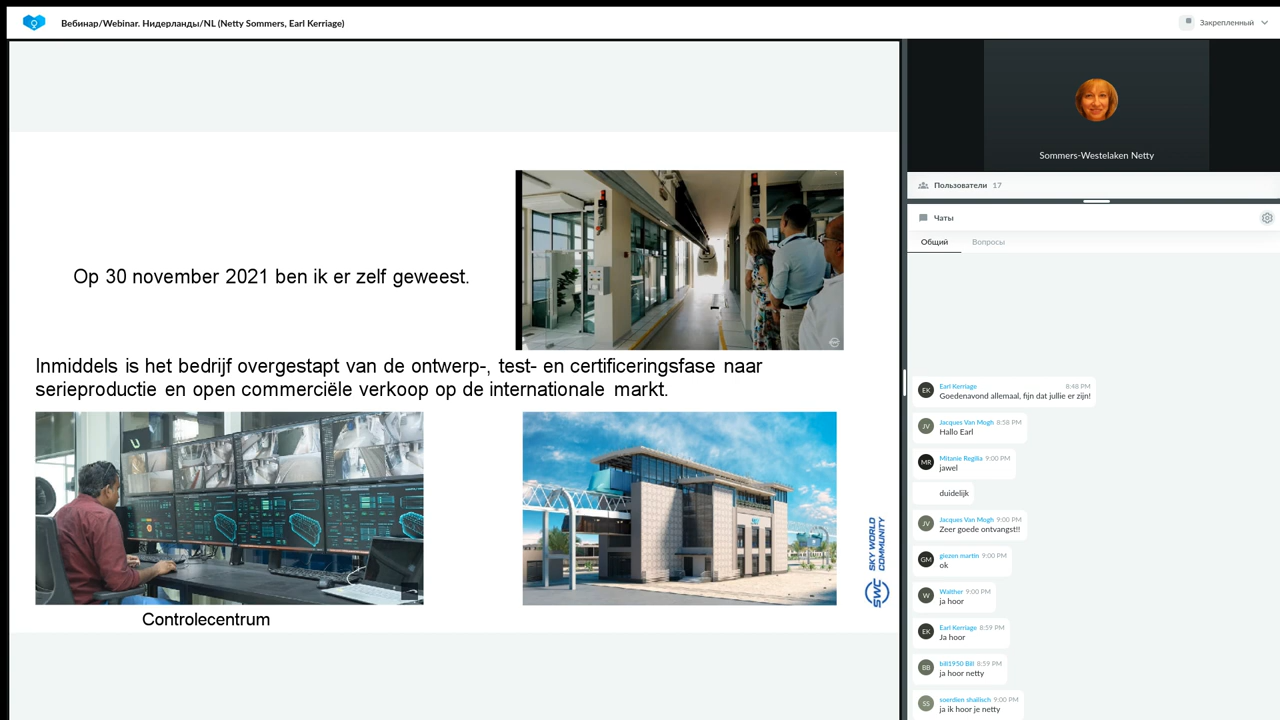 Вебинар/Webinar. Нидерланды/NL (Netty Sommers, Earl Kerriage)
Закрепленный
Op 30 november 2021 ben ik er zelf geweest.
Inmiddels is het bedrijf overgestapt van de ontwerp-, test- en certificeringsfase naar
serieproductie en open commerciële verkoop op de internationale markt.
Controlecentrum
SKY WORLD
COMMUNITY
SWC
Sommers-Westelaken Netty
Пользователи 17
Чаты
Общий Вопросы
EK
Earl Kerriage 8:48 PM
Goedenavond allemaal, fijn dat jullie er zijn!
JV
Jacques Van Mogh 8:58 PM
Hallo Earl
MR
Mitanie Regilia 9:00 PM
jawel
duidelijk
JV
Jacques Van Mogh 9:00 PM
Zeer goede ontvangst!!
GM
giezen martin 9:00 PM
ok
W
Walther 9:00 PM
ja hoor
EK
Earl Kerriage 8:59 PM
Ja hoor
BB
bill1950 Bill 8:59 PM
ja hoor netty
SS
soerdien shailisch 9:00 PM
ja ik hoor je netty